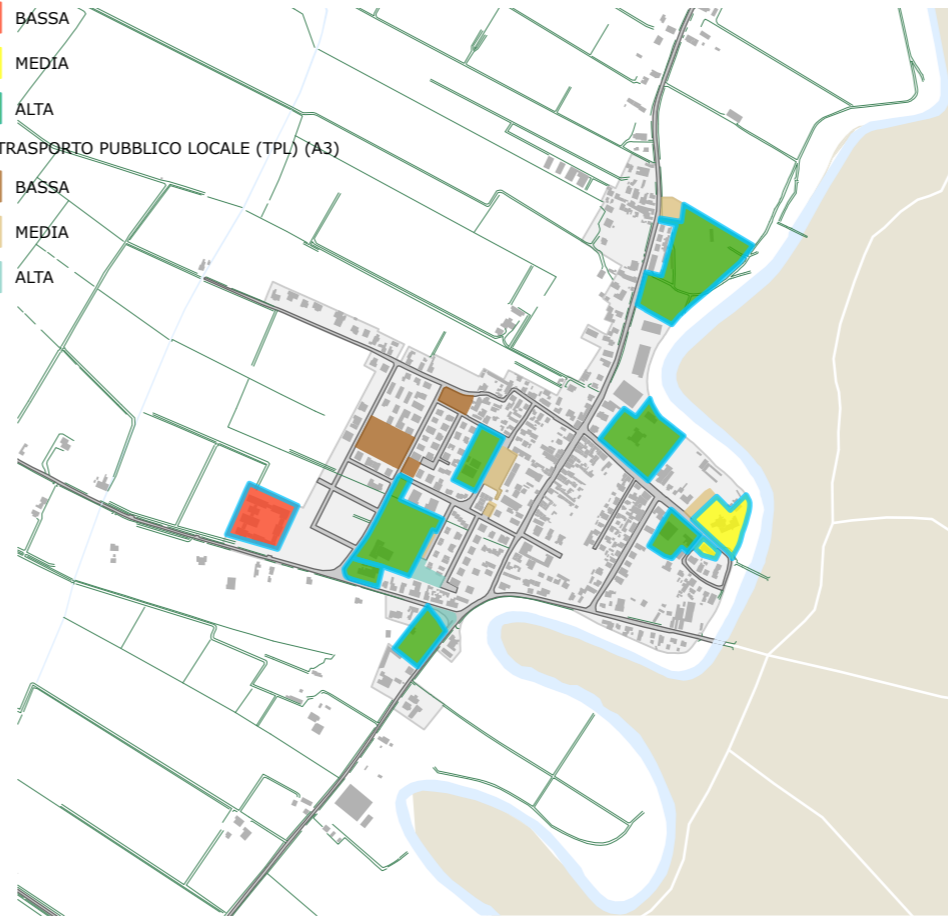 BASSA
MEDIA
ALTA
TRASPORTO PUBBLICO LOCALE (TPL) (A3)
BASSA
MEDIA
ALTA